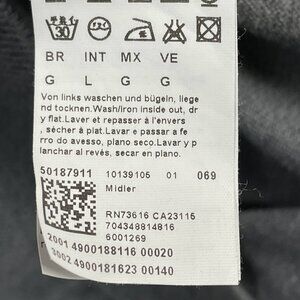 30
BR INT MX VE
G L G G
Von links waschen und bügeln, liege
nd tocknen.Wash/iron inside out, dr
y flat.Laver et repasser à l'envers
, sécher à plat.Lavar e passar a fe
rro do avesso, plano seco.Lavar y p
lanchar al revés, secar en plano.
50187911 10139105 01 069
Midler
RN73616 CA23115
704348814816
6001269
2001 4900188116 00020
3002 4900181623 00140